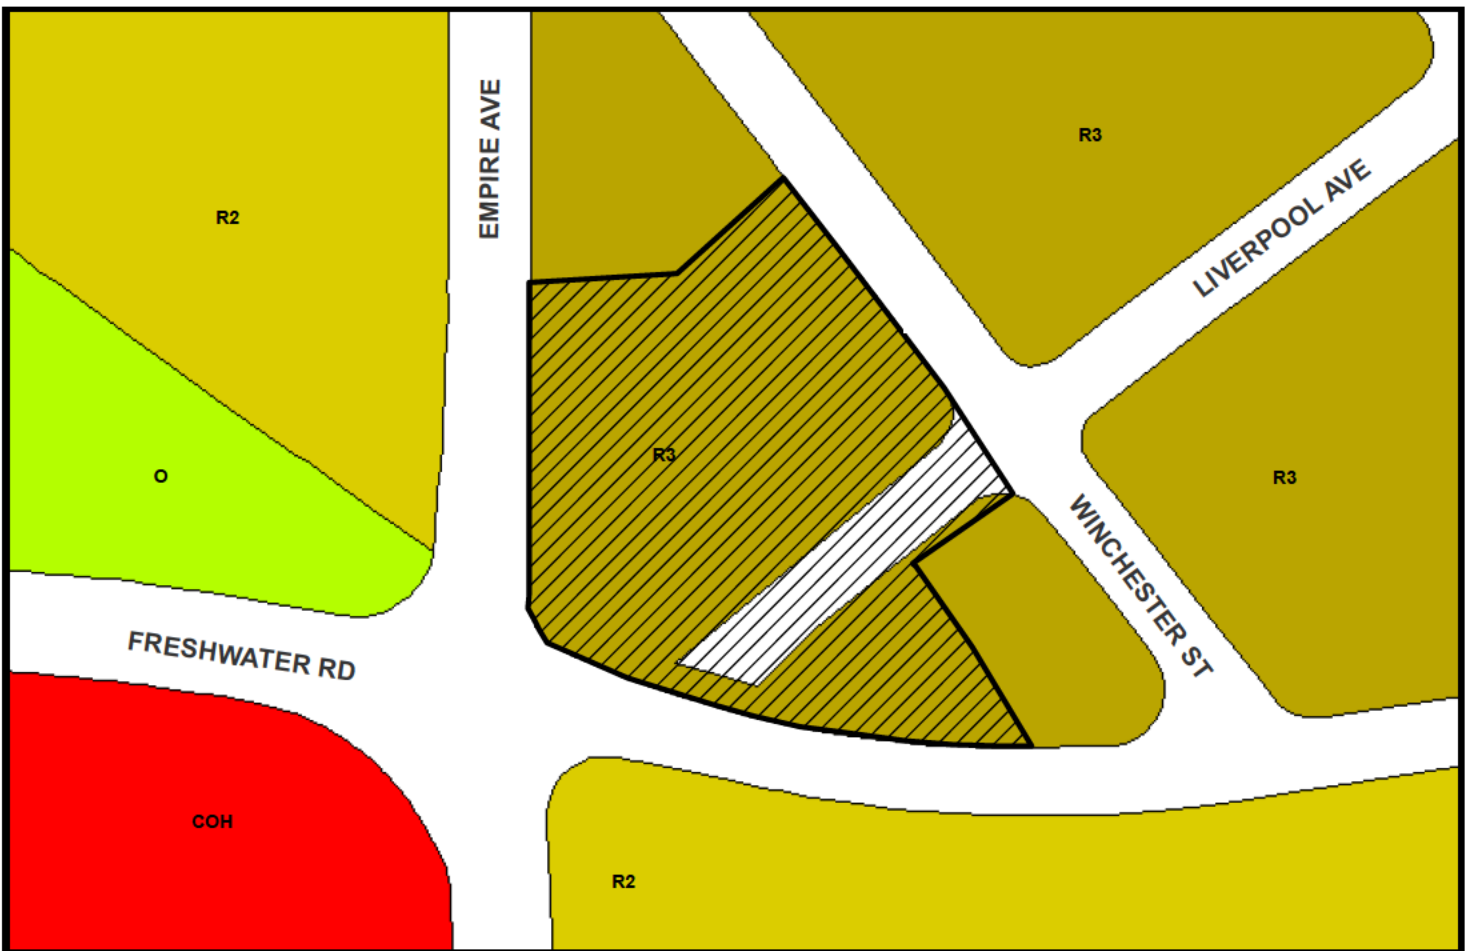 EMPIRE AVE
R3
R2
LIVERPOOL AVE
R3
O
R3
WINCHESTER ST
FRESHWATER RD
COH
R2